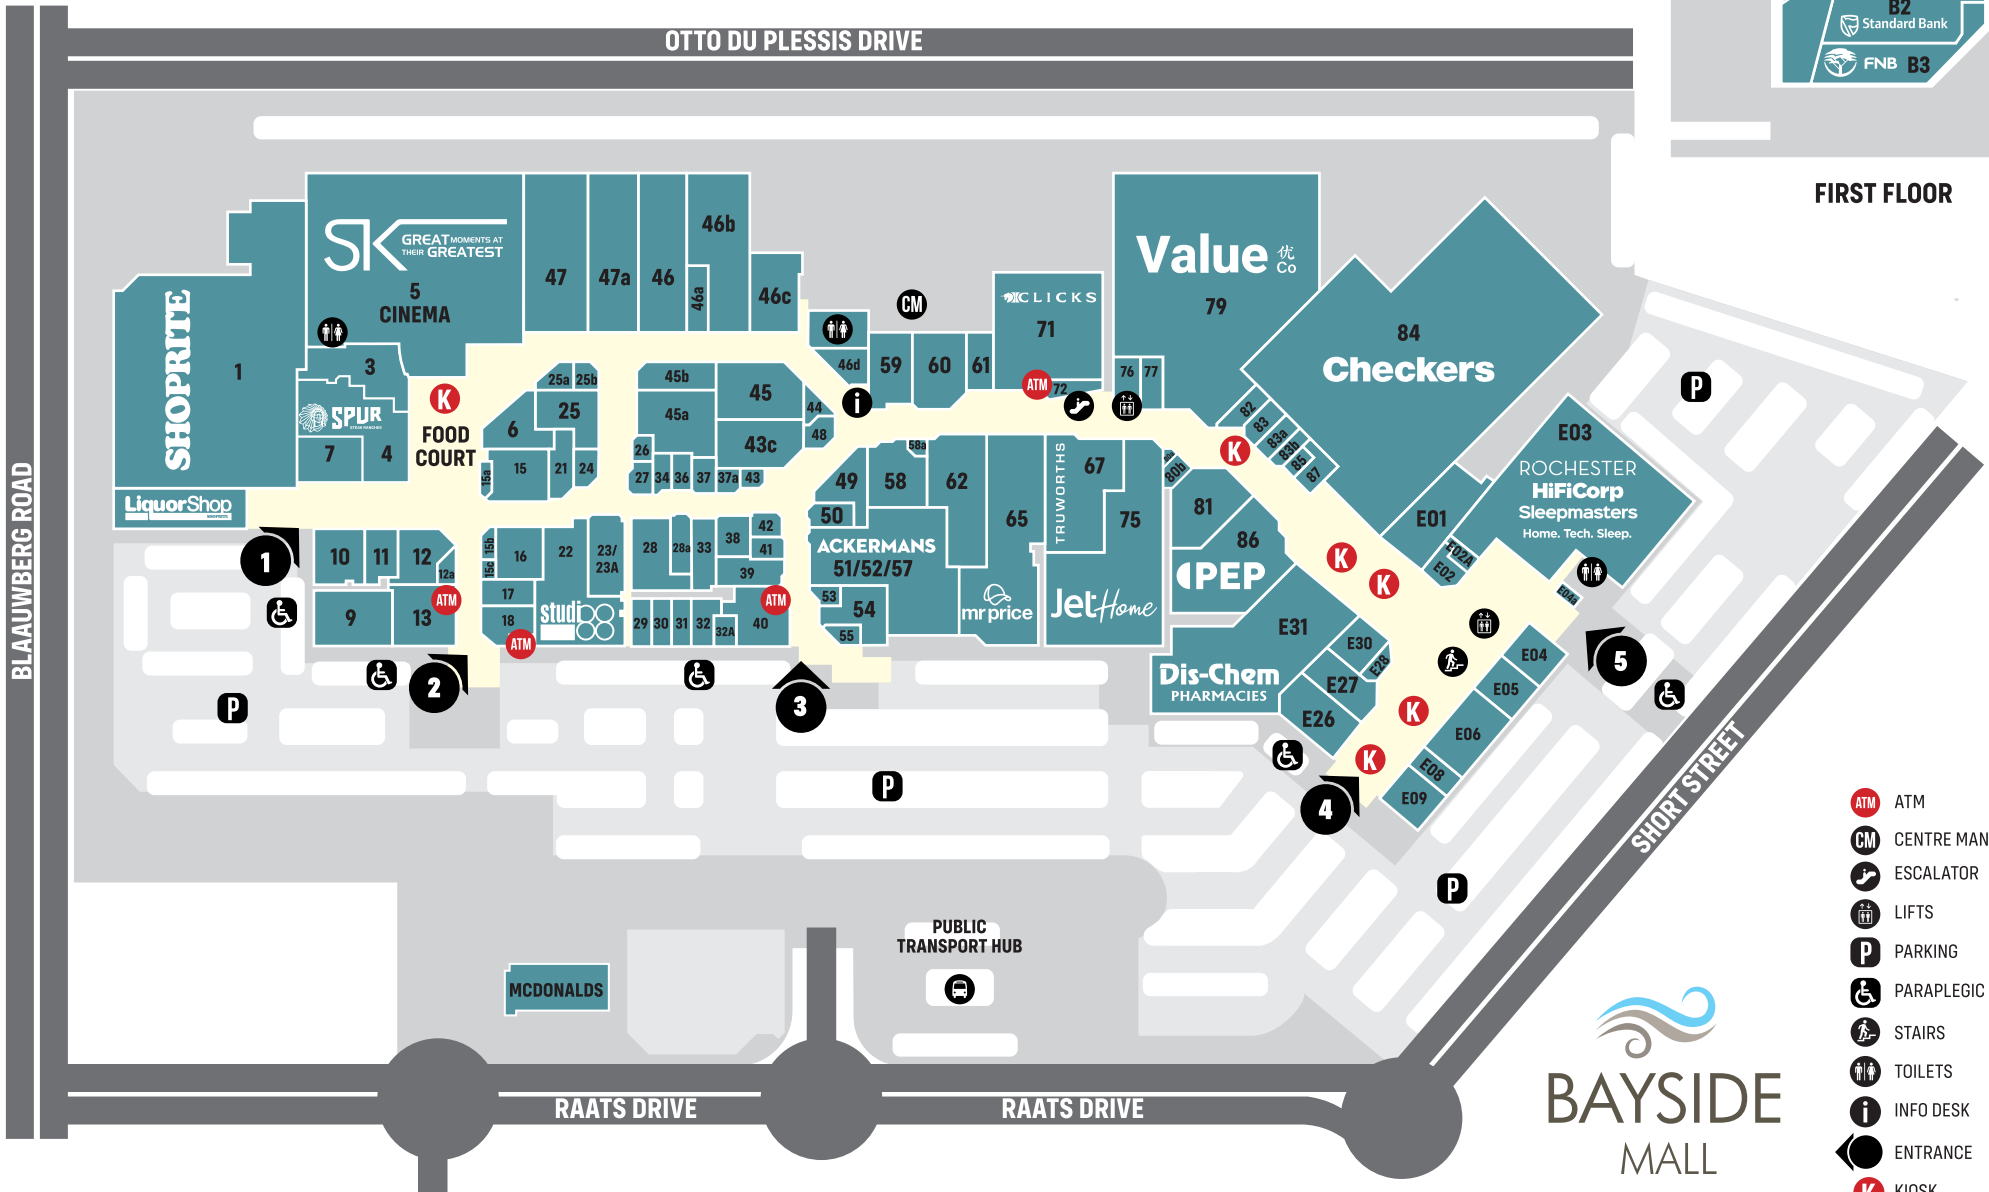 OTTO DU PLESSIS DRIVE
B2
Standard Bank
FNB B3
FIRST FLOOR
BLAAUWBERG ROAD
SHOPRITE
1
LiquorShop
SK GREAT MOMENTS AT
THEIR GREATEST
5
CINEMA
47
47a
46
46a
46b
46c
46d
3
SPUR
STEAK RANCHES
7
4
K
FOOD
COURT
25a
25b
25
6
15a
15
21
24
45b
45a
45
44
48
43c
26
27
34
36
37
37a
43
i
CM
59
60
61
CLICKS
71
ATM
72
Value
优
Co
79
76
77
84
Checkers
82
83
83a
83b
85
87
K
E03
ROCHESTER
HiFiCorp
Sleepmasters
Home. Tech. Sleep.
E01
E02A
E02
E04a
P
1
10
11
12
12a
9
13
ATM
2
15b
15c
16
17
18
ATM
22
23/
23A
studi88
28
28a
33
38
42
41
39
29
30
31
32
32A
40
ATM
3
49
50
58a
58
62
ACKERMANS
51/52/57
53
54
55
65
mr price
TRUWORTHS
67
75
Jet Home
80b
81
86
PEP
K
K
E31
Dis-Chem
PHARMACIES
E30
E28
E27
E26
K
K
E04
E05
E06
E08
E09
4
5
P
P
P
SHORT STREET
PUBLIC
TRANSPORT HUB
MCDONALDS
RAATS DRIVE
RAATS DRIVE
BAYSIDE
MALL
ATM ATM
CM CENTRE MAN
ESCALATOR
LIFTS
P PARKING
PARAPLEGIC
STAIRS
TOILETS
i INFO DESK
ENTRANCE
K KIOSK